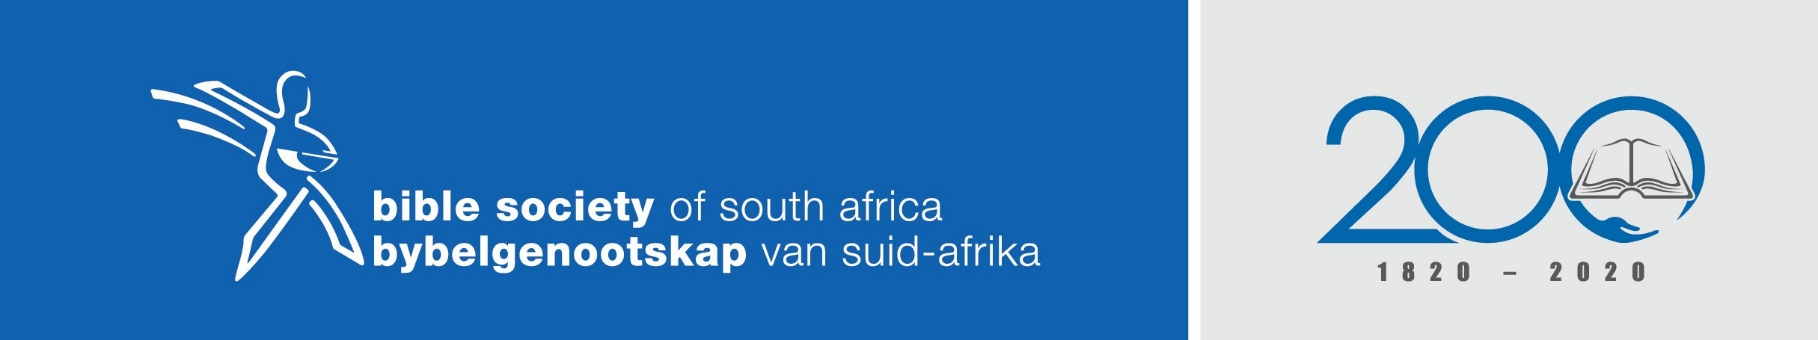 bible society of south africa
bybelgenootskap van suid-afrika
200
1820 – 2020